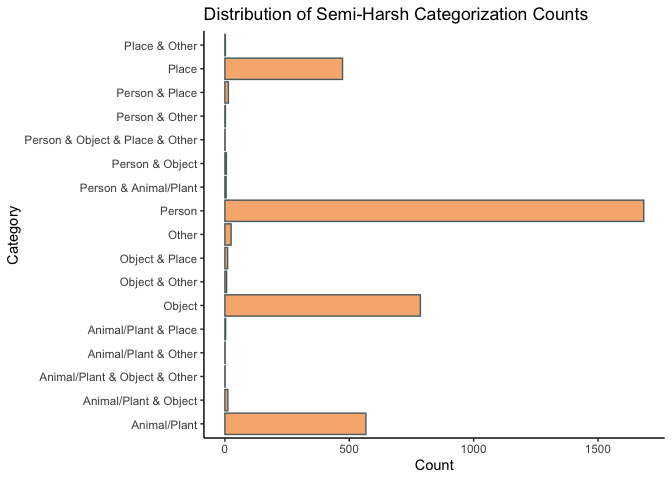 Distribution of Semi-Harsh Categorization Counts
Category
Place & Other
Place
Person & Place
Person & Other
Person & Object & Place & Other
Person & Object
Person & Animal/Plant
Person
Other
Object & Place
Object & Other
Object
Animal/Plant & Place
Animal/Plant & Other
Animal/Plant & Object & Other
Animal/Plant & Object
Animal/Plant
0 500 1000 1500
Count